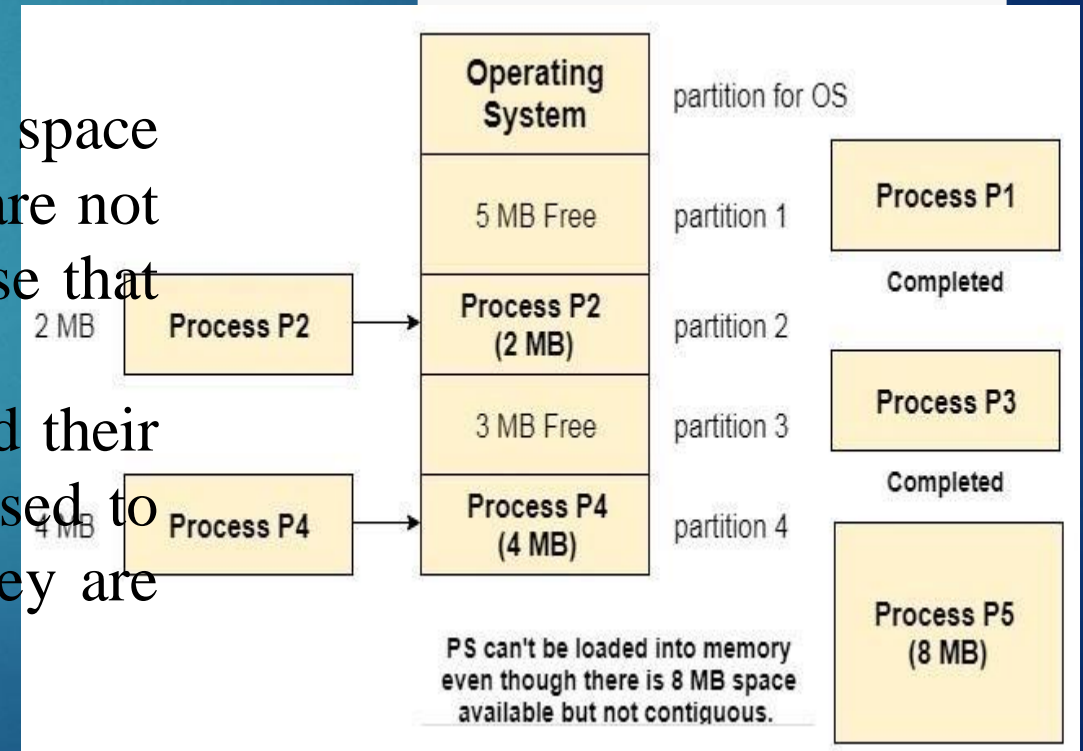 space
are not
se that
d their
sed to
ey are
Operating
System
partition for OS
5 MB Free
partition 1
Process P1
Completed
2 MB
Process P2
Process P2
(2 MB)
partition 2
3 MB Free
partition 3
Process P3
Completed
4 MB
Process P4
Process P4
(4 MB)
partition 4
Process P5
(8 MB)
PS can't be loaded into memory
even though there is 8 MB space
available but not contiguous.